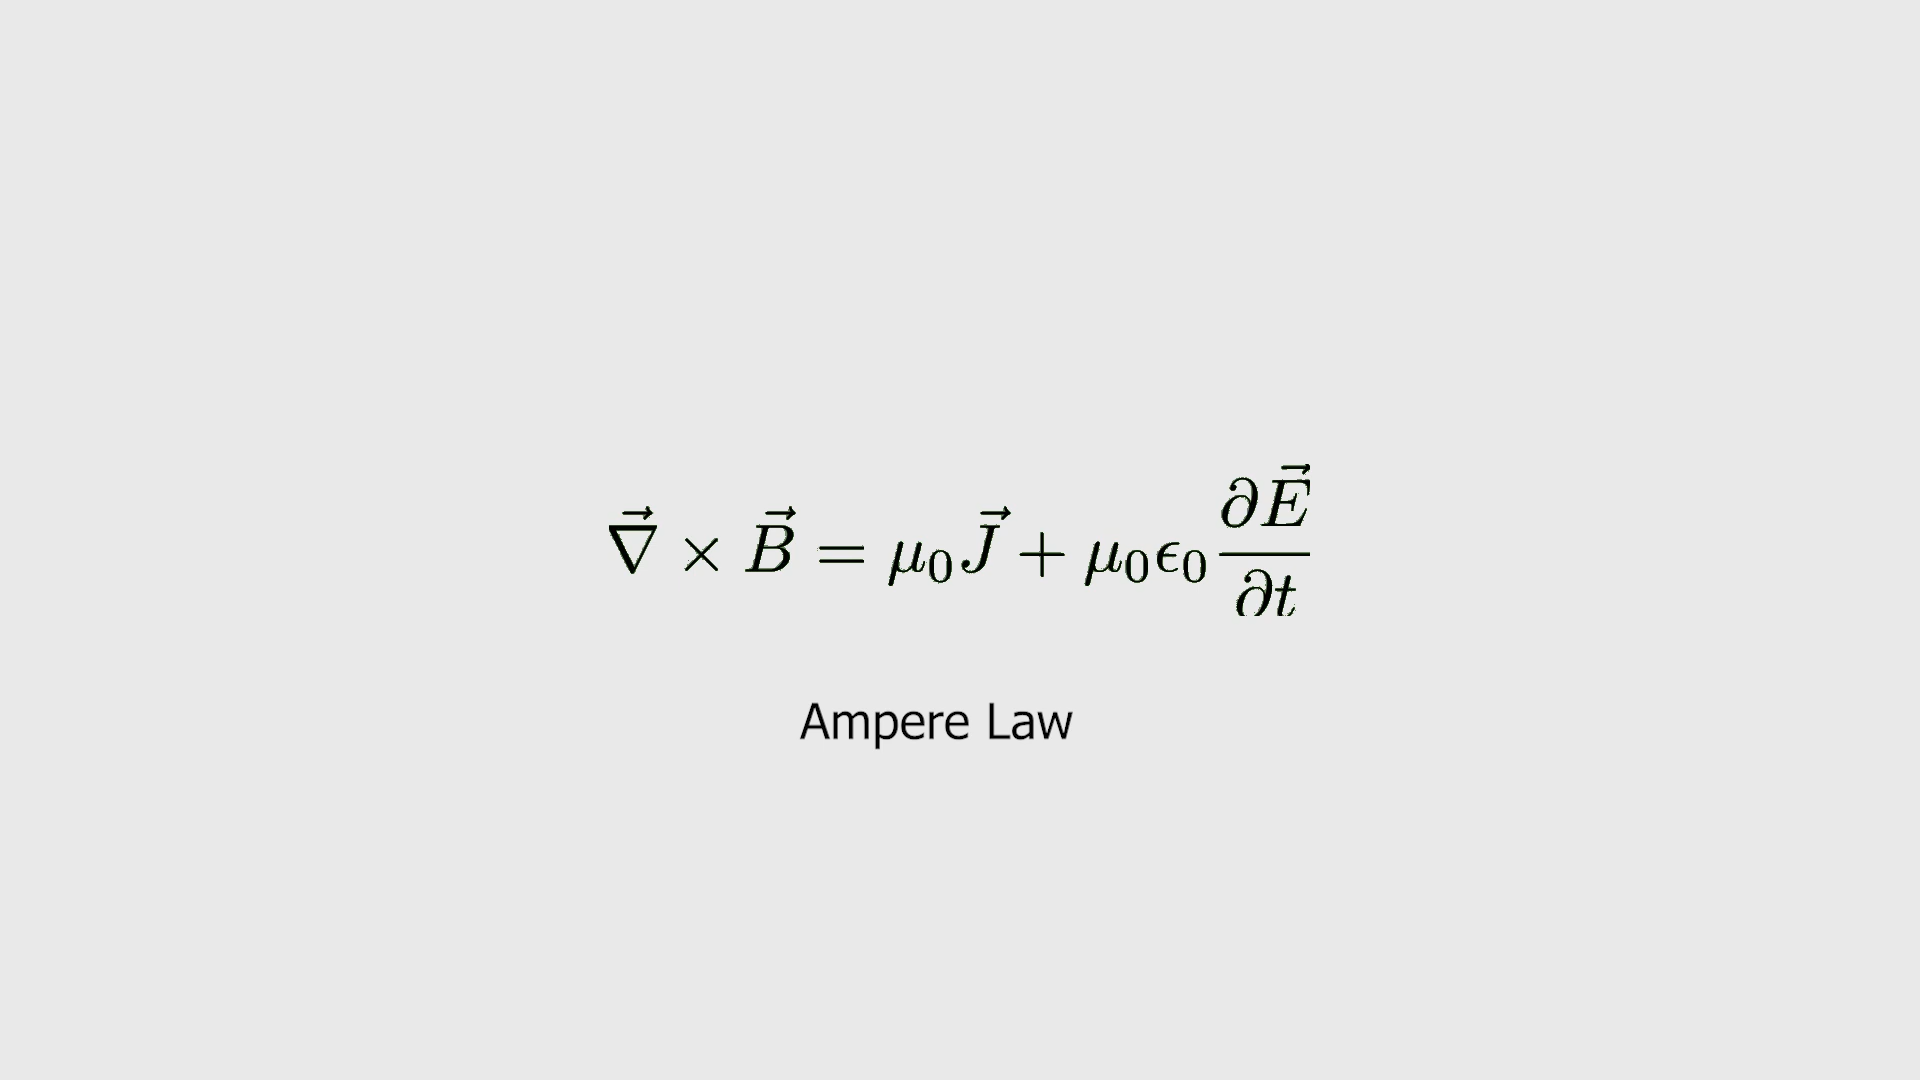 ∇⃗ × B⃗ = μ₀J⃗ + μ₀ϵ₀ ∂E⃗/∂t
Ampere Law